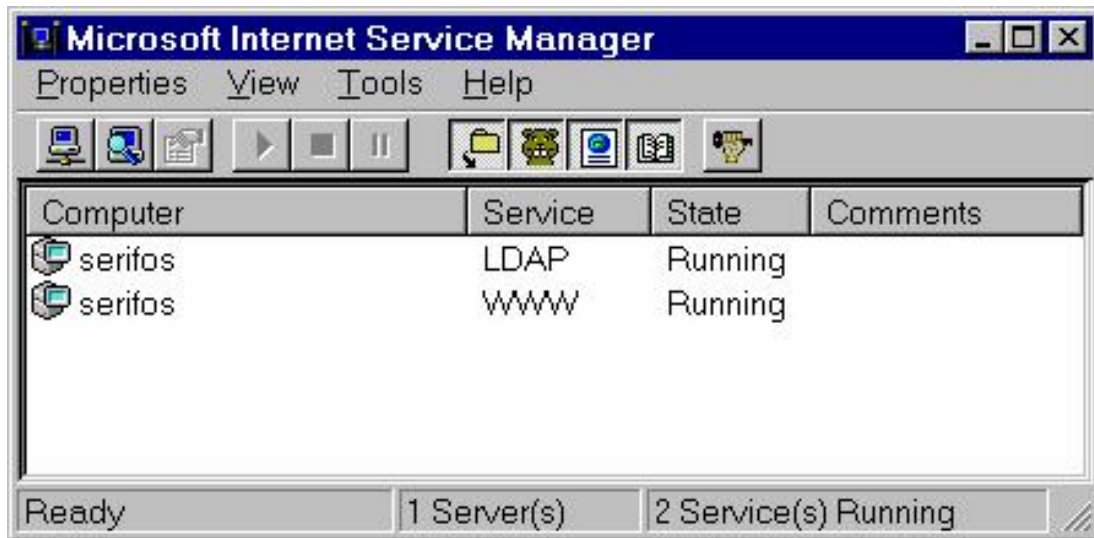 Microsoft Internet Service Manager
Properties View Tools Help
Computer Service State Comments
serifos LDAP Running
serifos WWW Running
Ready 1 Server(s) 2 Service(s) Running